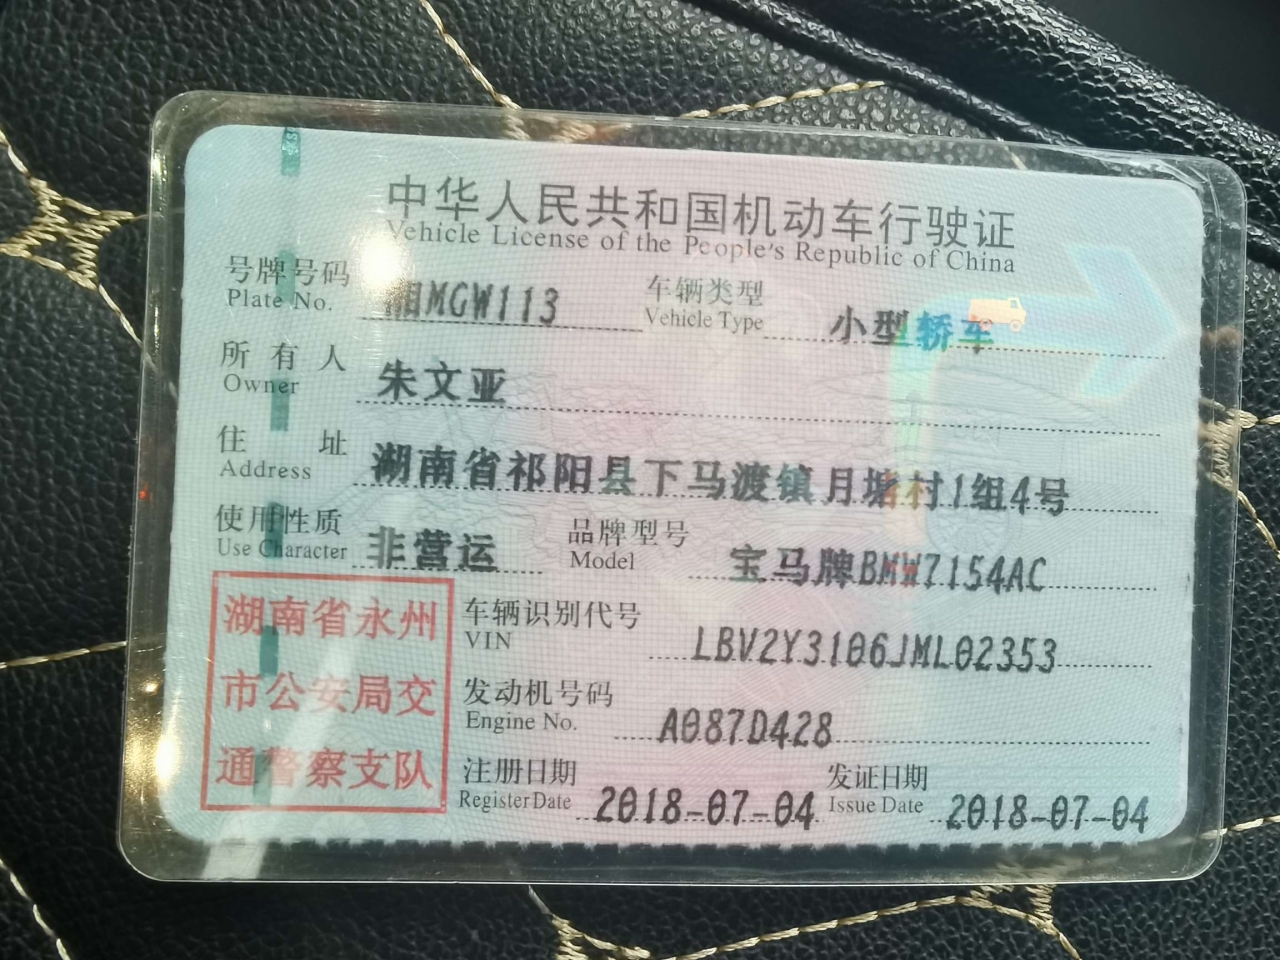 中华人民共和国机动车行驶证
Vehicle License of the People's Republic of China
号牌号码 湘MGW113 车辆类型 小型轿车
Plate No. Vehicle Type
所有人 朱文亚
Owner
住址 湖南省祁阳县下马渡镇月塘村1组4号
Address
使用性质 非营运 品牌型号 宝马牌BMW7154AC
Use Character Model
湖南省永州
市公安局交
通警察支队
车辆识别代号 LBV2Y3106JML02353
VIN
发动机号码 A087D428
Engine No.
注册日期 2018-07-04 发证日期 2018-07-04
Register Date Issue Date